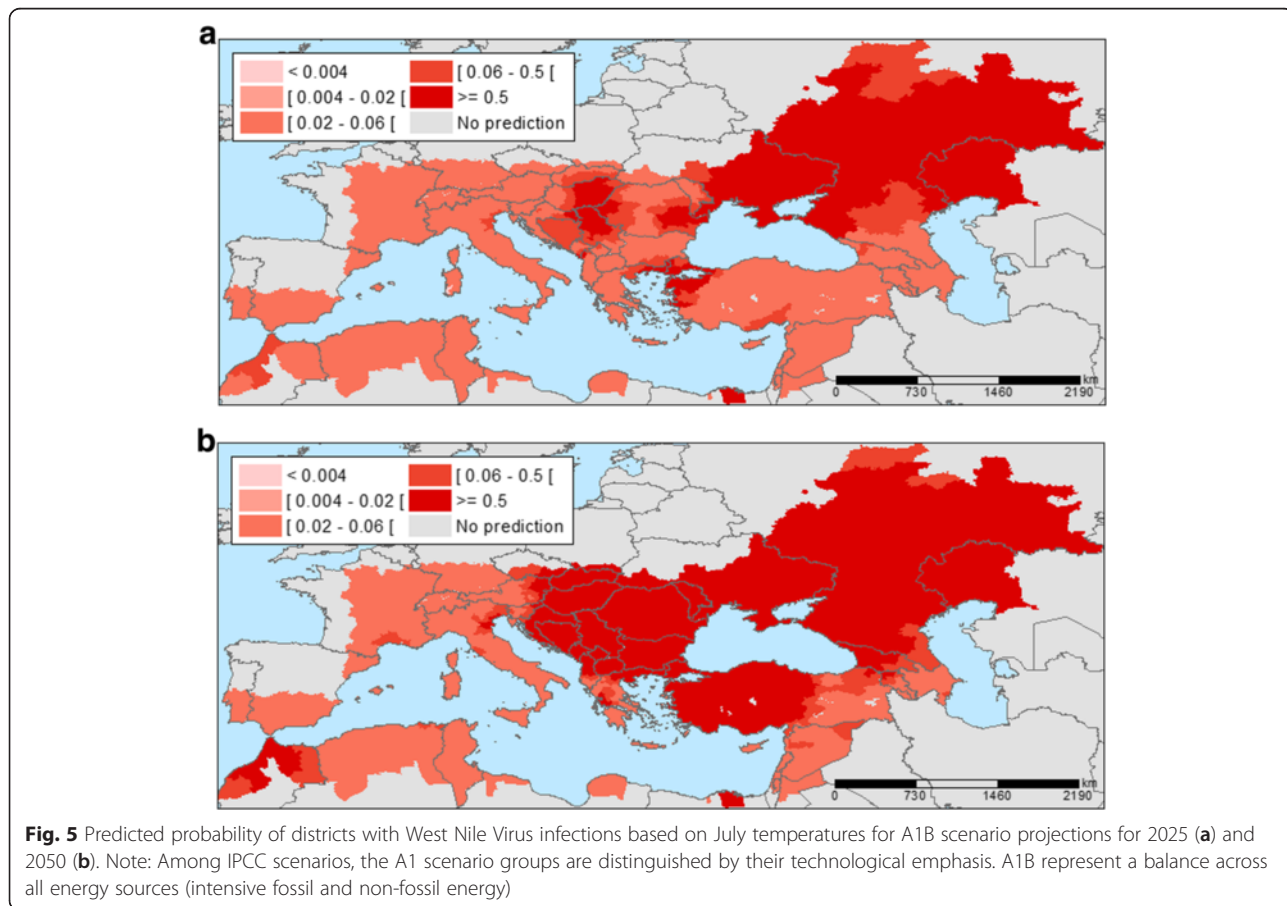 a
< 0.004
[ 0.004 - 0.02 [
[ 0.02 - 0.06 [
[ 0.06 - 0.5 [
>= 0.5
No prediction
km
0 730 1460 2190
b
< 0.004
[ 0.004 - 0.02 [
[ 0.02 - 0.06 [
[ 0.06 - 0.5 [
>= 0.5
No prediction
km
0 730 1460 2190
Fig. 5 Predicted probability of districts with West Nile Virus infections based on July temperatures for A1B scenario projections for 2025 (a) and
2050 (b). Note: Among IPCC scenarios, the A1 scenario groups are distinguished by their technological emphasis. A1B represent a balance across
all energy sources (intensive fossil and non-fossil energy)